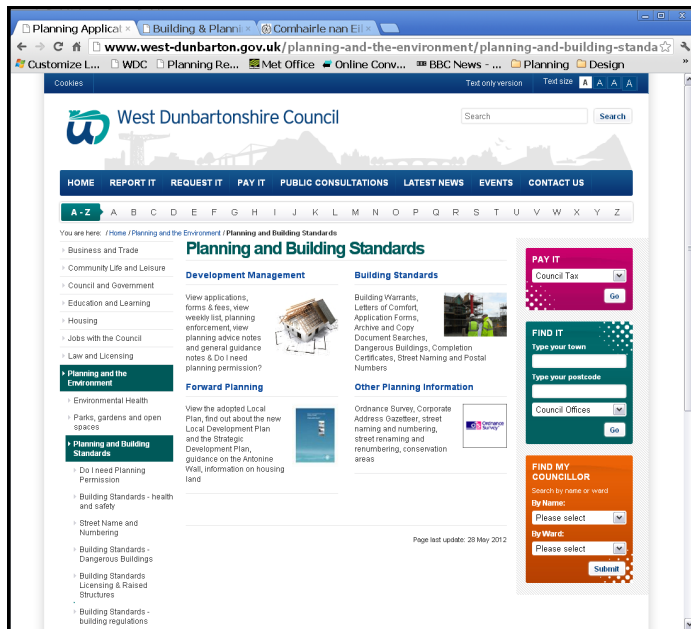 Planning Applicat
Building & Planni
Comhairle nan Eil
www.west-dunbarton.gov.uk/planning-and-the-environment/planning-and-building-standa
Customize L... WDC Planning Re... Met Office Online Conv... BBC News - ... Planning Design »
Cookies Text only version Text size A A A A
West Dunbartonshire Council
Search Search
HOME REPORT IT REQUEST IT PAY IT PUBLIC CONSULTATIONS LATEST NEWS EVENTS CONTACT US
A - Z A B C D E F G H I J K L M N O P Q R S T U V W X Y Z
You are here: / Home / Planning and the Environment / Planning and Building Standards
Business and Trade
Community Life and Leisure
Council and Government
Education and Learning
Housing
Jobs with the Council
Law and Licensing
Planning and the
Environment
Environmental Health
Parks, gardens and open
spaces
Planning and Building
Standards
Do I need Planning
Permission
Building Standards - health
and safety
Street Name and
Numbering
Building Standards -
Dangerous Buildings
Building Standards
Licensing & Raised
Structures
Building Standards -
building regulations
Planning and Building Standards
Development Management
View applications,
forms & fees, view
weekly list, planning
enforcement, view
planning advice notes
and general guidance
notes & Do I need
planning permission?
Building Standards
Building Warrants,
Letters of Comfort,
Application Forms,
Archive and Copy
Document Searches,
Dangerous Buildings, Completion
Certificates, Street Naming and Postal
Numbers
Forward Planning
View the adopted Local
Plan, find out about the new
Local Development Plan
and the Strategic
Development Plan,
guidance on the Antonine
Wall, information on housing
land
Other Planning Information
Ordnance Survey, Corporate
Address Gazetteer, street
naming and numbering,
street renaming and
renumbering, conservation
areas
Ordnance
Survey
Page last update: 28 May 2012
PAY IT
Council Tax
Go
FIND IT
Type your town
Type your postcode
Council Offices
Go
FIND MY
COUNCILLOR
Search by name or ward
By Name:
Please select
By Ward:
Please select
Submit